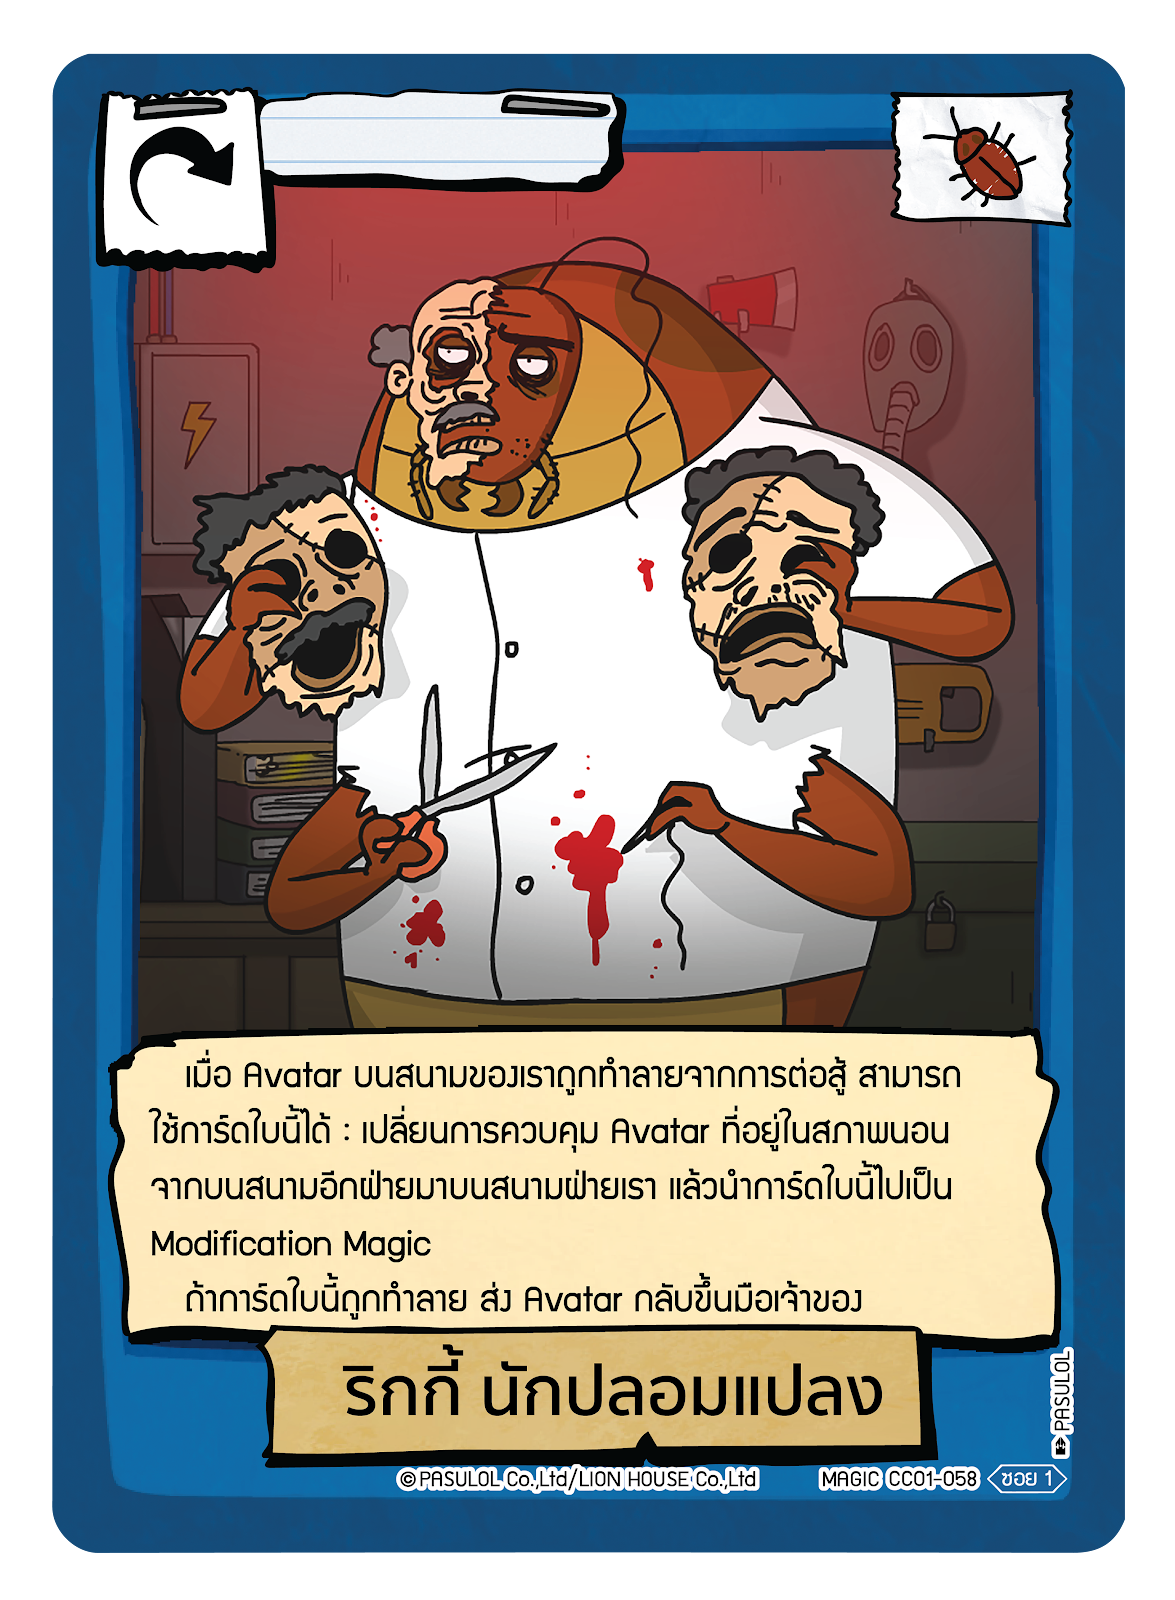 เมื่อ Avatar บนสนามของเราถูกทำลายจากการต่อสู้ สามารถ
ใช้การ์ดใบนี้ได้ : เปลี่ยนการควบคุม Avatar ที่อยู่ในสภาพนอน
จากบนสนามอีกฝ่ายมาบนสนามฝ่ายเรา แล้วนำการ์ดใบนี้ไปเป็น
Modification Magic
ถ้าการ์ดใบนี้ถูกทำลาย ส่ง Avatar กลับขึ้นมือเจ้าของ
ริกกี้ นักปลอมแปลง
PASULOL
©PASULOL Co.,Ltd/LION HOUSE Co.,Ltd
MAGIC CC01-058 ซอย 1